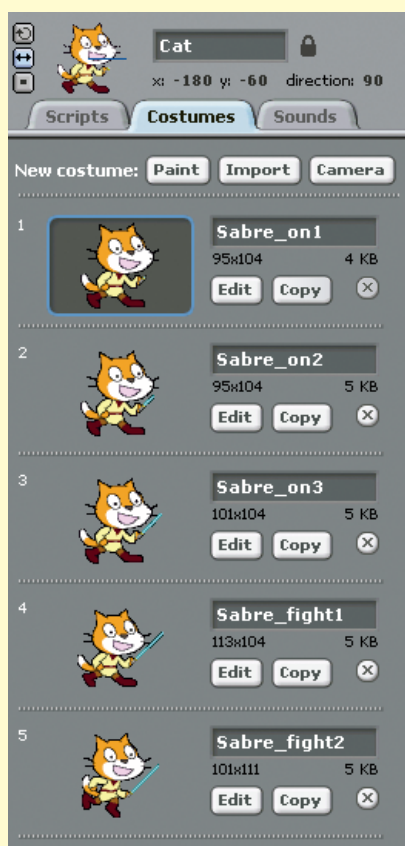 Cat
x: -180 y: -60 direction: 90
Scripts Costumes Sounds
New costume: Paint Import Camera
1 Sabre_on1
95x104 4 KB
Edit Copy
2 Sabre_on2
95x104 5 KB
Edit Copy
3 Sabre_on3
101x104 5 KB
Edit Copy
4 Sabre_fight1
113x104 5 KB
Edit Copy
5 Sabre_fight2
101x111 5 KB
Edit Copy